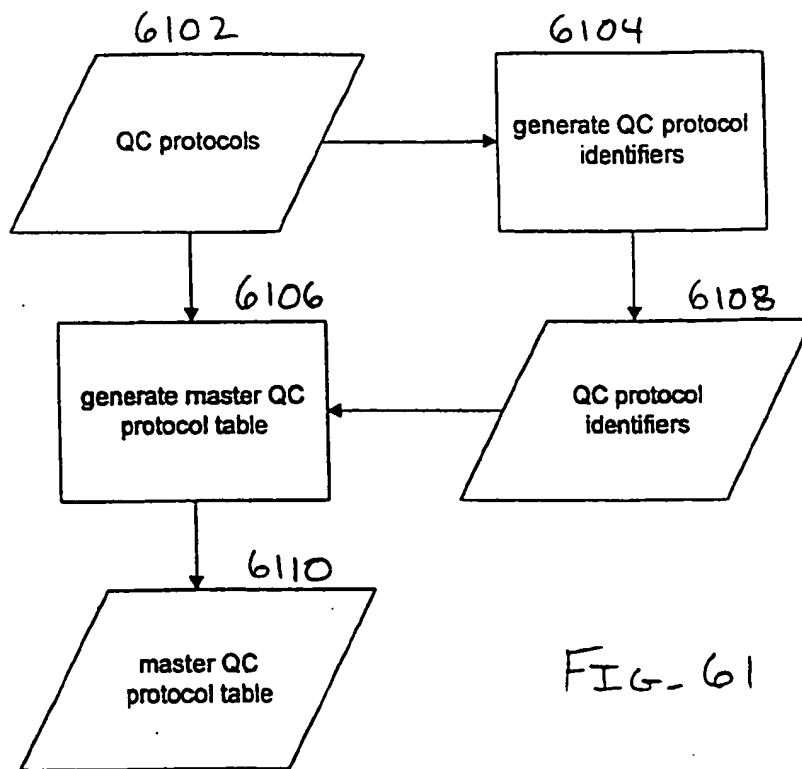 6102
6104
QC protocols
generate QC protocol
identifiers
6106
6108
generate master QC
protocol table
QC protocol
identifiers
6110
master QC
protocol table
FIG. 61